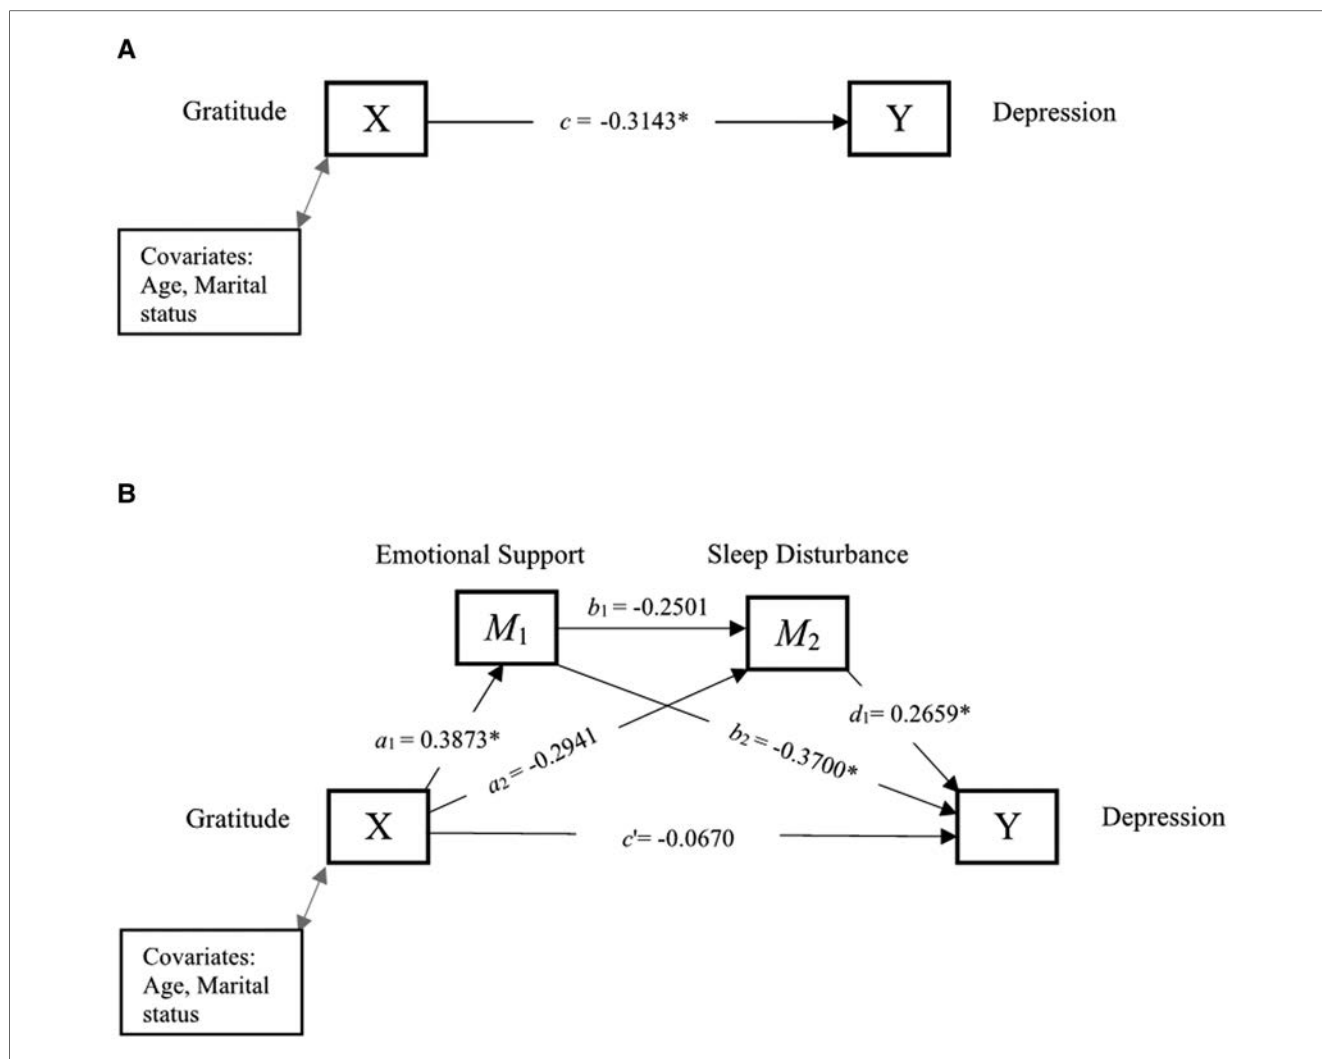 A
Gratitude
X
c = -0.3143*
Y
Depression
Covariates:
Age, Marital
status
B
Emotional Support
Sleep Disturbance
M1
b1 = -0.2501
M2
a1 = 0.3873*
a2 = -0.2941
b2 = -0.3700*
d1= 0.2659*
Gratitude
X
c'= -0.0670
Y
Depression
Covariates:
Age, Marital
status